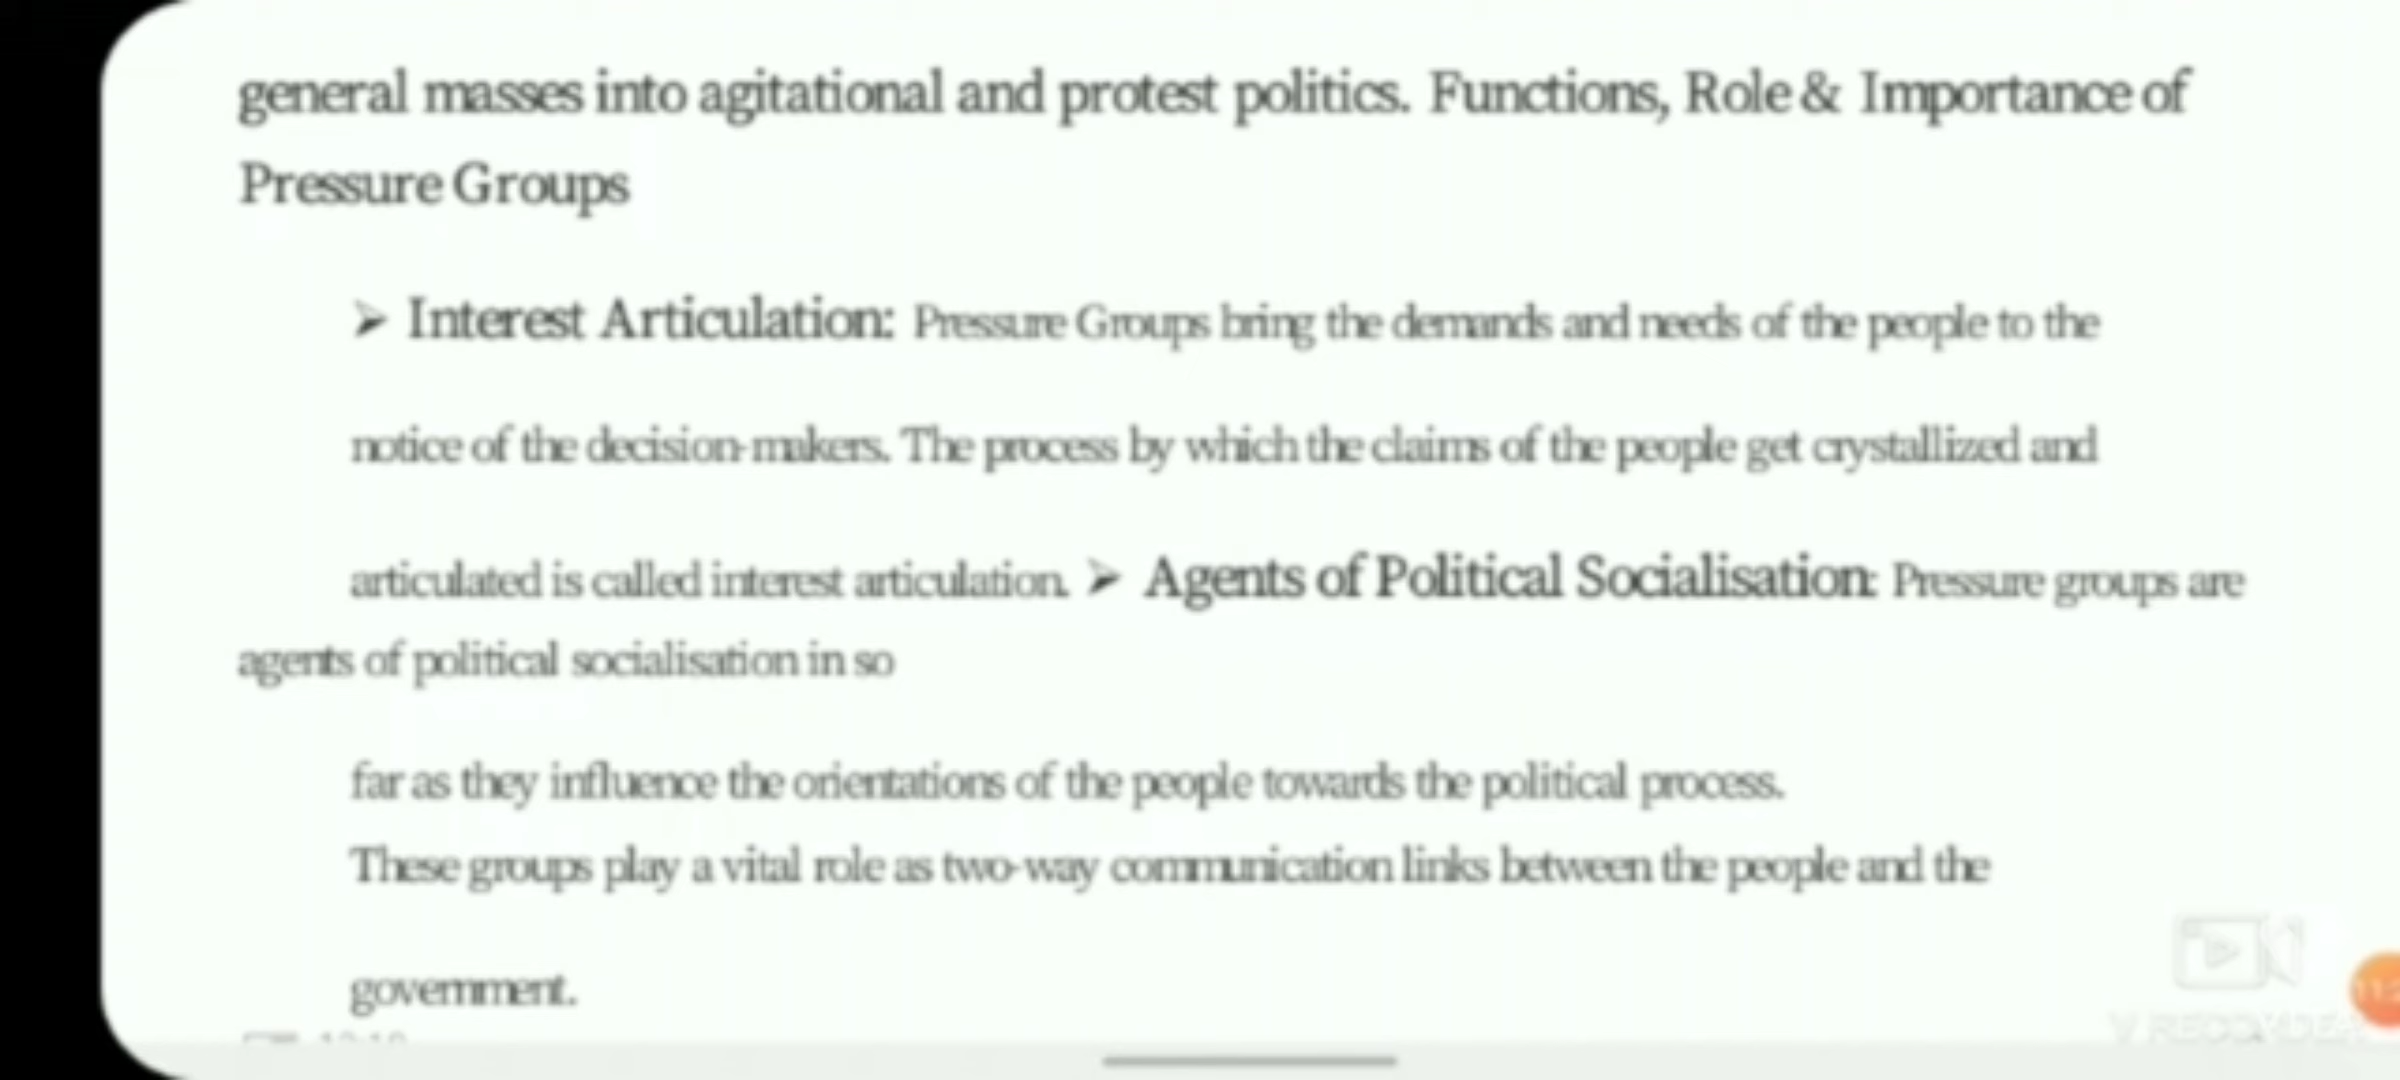 general masses into agitational and protest politics. Functions, Role & Importance of
Pressure Groups
➢ Interest Articulation: Pressure Groups bring the demands and needs of the people to the
notice of the decision-makers. The process by which the claims of the people get crystallized and
articulated is called interest articulation. ➢ Agents of Political Socialisation: Pressure groups are
agents of political socialisation in so
far as they influence the orientations of the people towards the political process.
These groups play a vital role as two-way communication links between the people and the
government.
V RECORDER